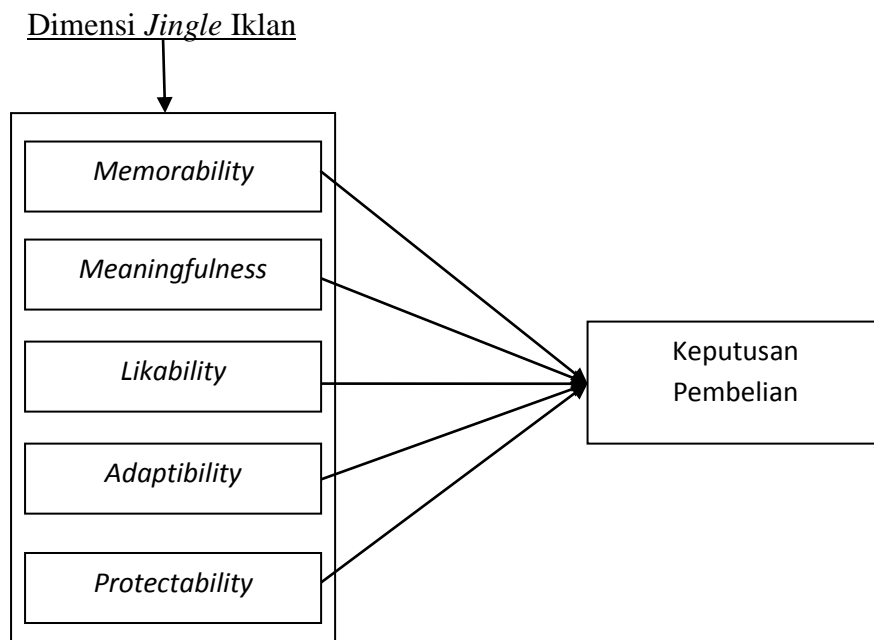 Dimensi Jingle Iklan
Memorability
Meaningfulness
Likability
Adaptibility
Protectability
Keputusan
Pembelian